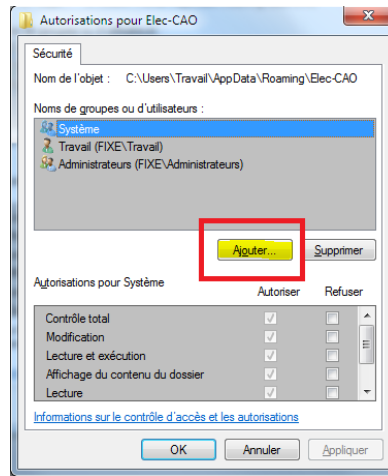 Autorisations pour Elec-CAO
Sécurité
Nom de l'objet : C:\Users\Travail\AppData\Roaming\Elec-CAO
Noms de groupes ou d'utilisateurs :
Système
Travail (FIXE\Travail)
Administrateurs (FIXE\Administrateurs)
Ajouter... Supprimer
Autorisations pour Système Autoriser Refuser
Contrôle total
Modification
Lecture et exécution
Affichage du contenu du dossier
Lecture
Informations sur le contrôle d'accès et les autorisations
OK Annuler Appliquer